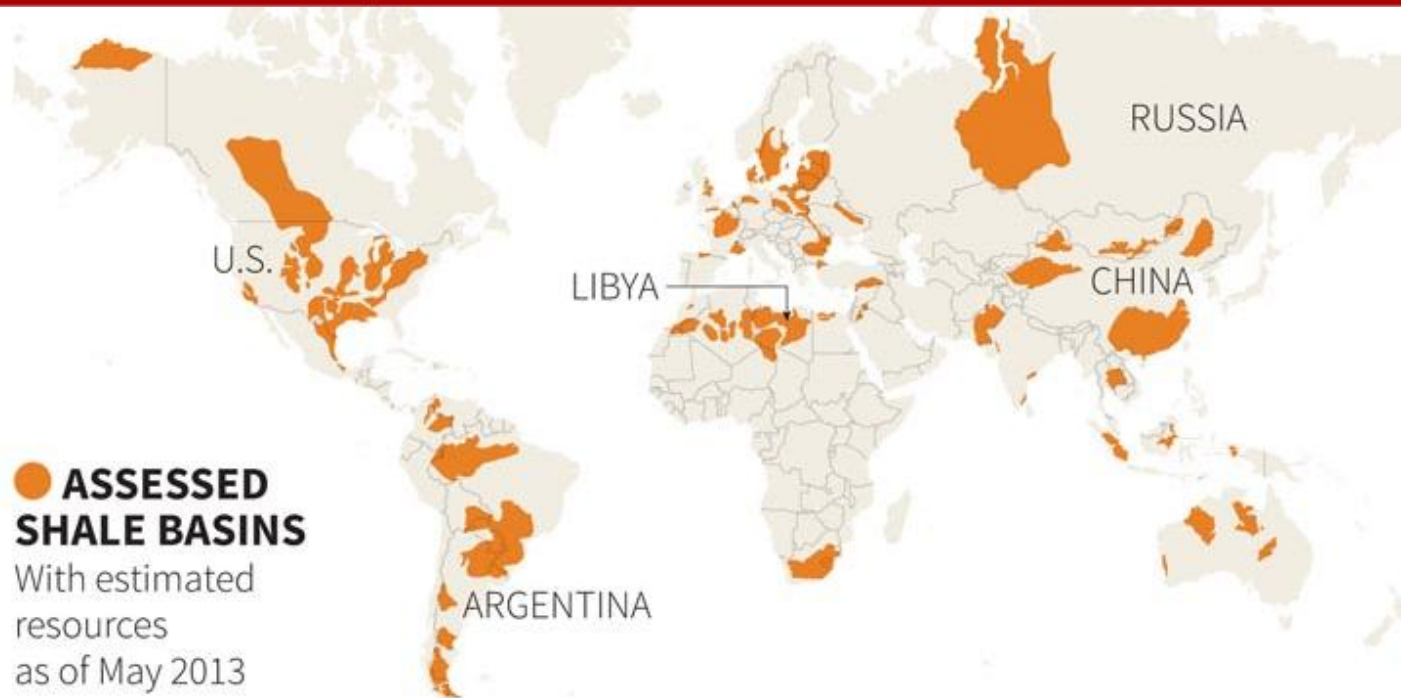 RUSSIA
U.S.
LIBYA
CHINA
ASSESSED
SHALE BASINS
With estimated
resources
as of May 2013
ARGENTINA